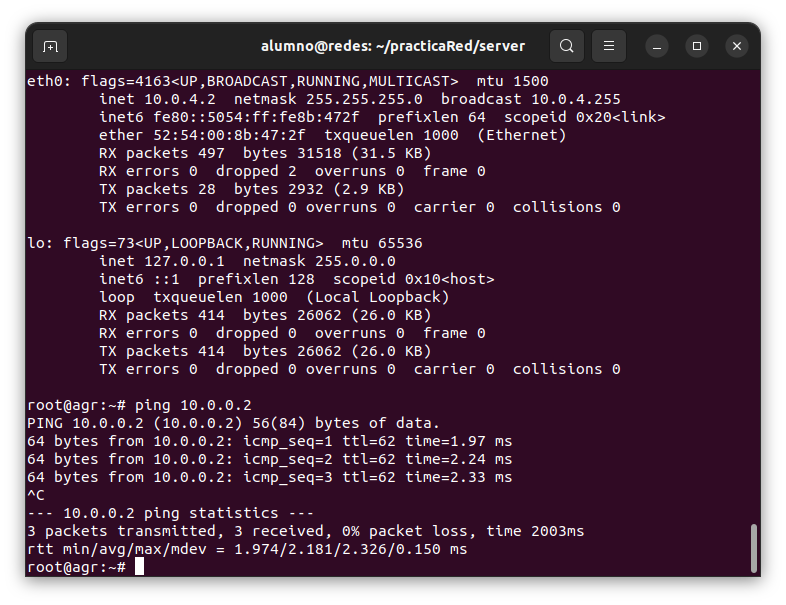 alumno@redes: ~/practicaRed/server
eth0: flags=4163<UP,BROADCAST,RUNNING,MULTICAST>  mtu 1500
        inet 10.0.4.2  netmask 255.255.255.0  broadcast 10.0.4.255
        inet6 fe80::5054:ff:fe8b:472f  prefixlen 64  scopeid 0x20<link>
        ether 52:54:00:8b:47:2f  txqueuelen 1000  (Ethernet)
        RX packets 497  bytes 31518 (31.5 KB)
        RX errors 0  dropped 2  overruns 0  frame 0
        TX packets 28  bytes 2932 (2.9 KB)
        TX errors 0  dropped 0 overruns 0  carrier 0  collisions 0
lo: flags=73<UP,LOOPBACK,RUNNING>  mtu 65536
        inet 127.0.0.1  netmask 255.0.0.0
        inet6 ::1  prefixlen 128  scopeid 0x10<host>
        loop  txqueuelen 1000  (Local Loopback)
        RX packets 414  bytes 26062 (26.0 KB)
        RX errors 0  dropped 0  overruns 0  frame 0
        TX packets 414  bytes 26062 (26.0 KB)
        TX errors 0  dropped 0 overruns 0  carrier 0  collisions 0
root@agr:~# ping 10.0.0.2
PING 10.0.0.2 (10.0.0.2) 56(84) bytes of data.
64 bytes from 10.0.0.2: icmp_seq=1 ttl=62 time=1.97 ms
64 bytes from 10.0.0.2: icmp_seq=2 ttl=62 time=2.24 ms
64 bytes from 10.0.0.2: icmp_seq=3 ttl=62 time=2.33 ms
^C
--- 10.0.0.2 ping statistics ---
3 packets transmitted, 3 received, 0% packet loss, time 2003ms
rtt min/avg/max/mdev = 1.974/2.181/2.326/0.150 ms
root@agr:~#